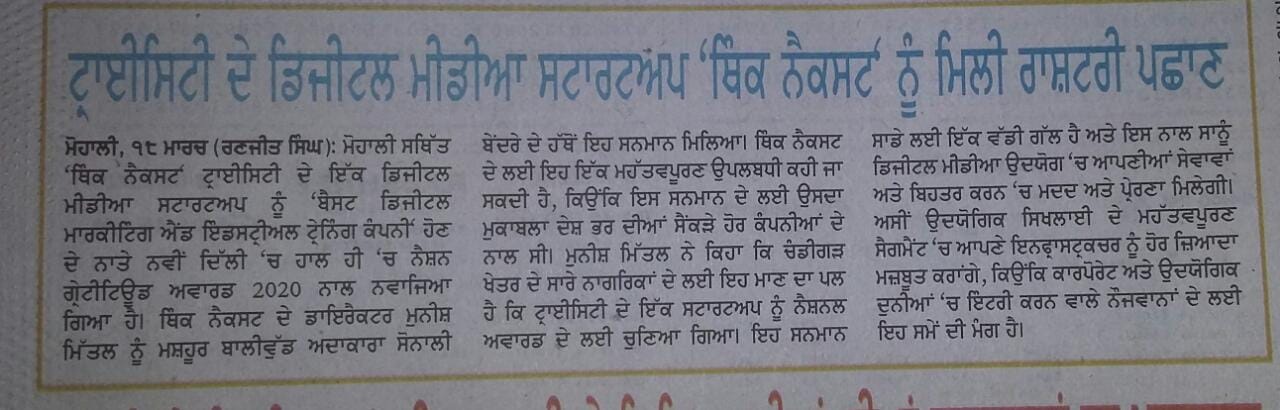 ਟ੍ਰਾਈਸਿਟੀ ਦੇ ਡਿਜੀਟਲ ਮੀਡੀਆ ਸਟਾਰਟਅੱਪ ‘ਥਿੰਕ ਨੈਕਸਟ’ ਨੂੰ ਮਿਲੀ ਰਾਸ਼ਟਰੀ ਪਛਾਣ
ਮੋਹਾਲੀ, ੧੮ ਮਾਰਚ (ਰਣਜੀਤ ਸਿੰਘ): ਮੋਹਾਲੀ ਸਥਿੱਤ
‘ਥਿੰਕ ਨੈਕਸਟ’ ਟ੍ਰਾਈਸਿਟੀ ਦੇ ਇੱਕ ਡਿਜੀਟਲ
ਮੀਡੀਆ ਸਟਾਰਟਅਪ ਨੂੰ ‘ਬੈਸਟ ਡਿਜੀਟਲ
ਮਾਰਕੀਟਿੰਗ ਐਂਡ ਇੰਡਸਟ੍ਰੀਅਲ ਟ੍ਰੇਨਿੰਗ ਕੰਪਨੀ’ ਹੋਣ
ਦੇ ਨਾਤੇ ਨਵੀਂ ਦਿੱਲੀ ‘ਚ ਹਾਲ ਹੀ ‘ਚ ਨੈਸ਼ਨ
ਗ੍ਰੇਟੀਟਿਊਡ ਅਵਾਰਡ 2020 ਨਾਲ ਨਵਾਜਿਆ
ਗਿਆ ਹੈ। ਥਿੰਕ ਨੈਕਸਟ ਦੇ ਡਾਇਰੈਕਟਰ ਮੁਨੀਸ਼
ਮਿੱਤਲ ਨੂੰ ਮਸ਼ਹੂਰ ਬਾਲੀਵੁੱਡ ਅਦਾਕਾਰਾ ਸੋਨਾਲੀ
ਬੇਂਦਰੇ ਦੇ ਹੱਥੋਂ ਇਹ ਸਨਮਾਨ ਮਿਲਿਆ। ਥਿੰਕ ਨੈਕਸਟ
ਦੇ ਲਈ ਇਹ ਇੱਕ ਮਹੱਤਵਪੂਰਣ ਉਪਲਬਧੀ ਕਹੀ ਜਾ
ਸਕਦੀ ਹੈ, ਕਿਉਂਕਿ ਇਸ ਸਨਮਾਨ ਦੇ ਲਈ ਉਸਦਾ
ਮੁਕਾਬਲਾ ਦੇਸ਼ ਭਰ ਦੀਆਂ ਸੈਂਕੜੇ ਹੋਰ ਕੰਪਨੀਆਂ ਦੇ
ਨਾਲ ਸੀ। ਮੁਨੀਸ਼ ਮਿੱਤਲ ਨੇ ਕਿਹਾ ਕਿ ਚੰਡੀਗੜ
ਖੇਤਰ ਦੇ ਸਾਰੇ ਨਾਗਰਿਕਾਂ ਦੇ ਲਈ ਇਹ ਮਾਣ ਦਾ ਪਲ
ਹੈ ਕਿ ਟ੍ਰਾਈਸਿਟੀ ਦੇ ਇੱਕ ਸਟਾਰਟਅਪ ਨੂੰ ਨੈਸ਼ਨਲ
ਅਵਾਰਡ ਦੇ ਲਈ ਚੁਣਿਆ ਗਿਆ। ਇਹ ਸਨਮਾਨ
ਸਾਡੇ ਲਈ ਇੱਕ ਵੱਡੀ ਗੱਲ ਹੈ ਅਤੇ ਇਸ ਨਾਲ ਸਾਨੂੰ
ਡਿਜੀਟਲ ਮੀਡੀਆ ਉਦਯੋਗ ‘ਚ ਆਪਣੀਆਂ ਸੇਵਾਵਾਂ
ਅਤੇ ਬਿਹਤਰ ਕਰਨ ‘ਚ ਮਦਦ ਅਤੇ ਪ੍ਰੇਰਣਾ ਮਿਲੇਗੀ।
ਅਸੀਂ ਉਦਯੋਗਿਕ ਸਿਖਲਾਈ ਦੇ ਮਹੱਤਵਪੂਰਣ
ਸੈਗਮੈਂਟ ‘ਚ ਆਪਣੇ ਇਨਫ੍ਰਾਸਟ੍ਰਕਚਰ ਨੂੰ ਹੋਰ ਜ਼ਿਆਦਾ
ਮਜ਼ਬੂਤ ਕਰਾਂਗੇ, ਕਿਉਂਕਿ ਕਾਰਪੋਰੇਟ ਅਤੇ ਉਦਯੋਗਿਕ
ਦੁਨੀਆਂ ‘ਚ ਇੰਟਰੀ ਕਰਨ ਵਾਲੇ ਨੌਜਵਾਨਾਂ ਦੇ ਲਈ
ਇਹ ਸਮੇਂ ਦੀ ਮੰਗ ਹੈ।